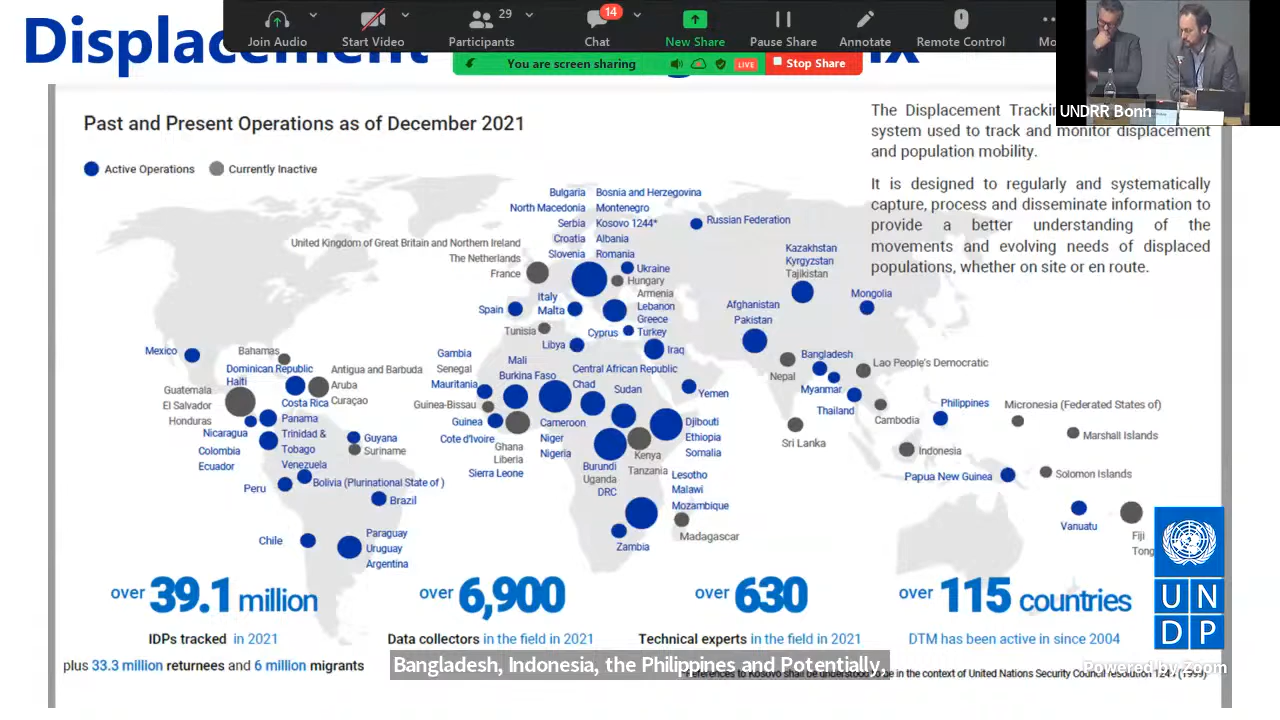 Join Audio
Start Video
Participants
29
Chat
14
New Share
Pause Share
Annotate
Remote Control
Mo
You are screen sharing
LIVE
Stop Share
UNDRR Bonn
Past and Present Operations as of December 2021
Active Operations
Currently Inactive
The Displacement
system used to track and monitor displacement
and population mobility.
It is designed to regularly and systematically
capture, process and disseminate information to
provide a better understanding of the
movements and evolving needs of displaced
populations, whether on site or en route.
Bulgaria
North Macedonia
Serbia
Croatia
Slovenia
Bosnia and Herzegovina
Montenegro
Kosovo 1244*
Albania
Romania
Russian Federation
United Kingdom of Great Britain and Northern Ireland
The Netherlands
France
Ukraine
Hungary
Armenia
Lebanon
Greece
Turkey
Kazakhstan
Kyrgyzstan
Tajikistan
Mongolia
Afghanistan
Pakistan
Spain
Italy
Malta
Tunisia
Cyprus
Libya
Iraq
Mexico
Bahamas
Dominican Republic
Haiti
Antigua and Barbuda
Aruba
Curaçao
Guatemala
El Salvador
Honduras
Costa Rica
Panama
Nicaragua
Colombia
Ecuador
Trinidad &
Tobago
Venezuela
Guyana
Suriname
Peru
Bolivia (Plurinational State of )
Brazil
Chile
Paraguay
Uruguay
Argentina
Gambia
Senegal
Mauritania
Guinea-Bissau
Guinea
Cote d'Ivoire
Ghana
Liberia
Sierra Leone
Mali
Burkina Faso
Central African Republic
Chad
Sudan
Yemen
Cameroon
Niger
Nigeria
Djibouti
Ethiopia
Somalia
Kenya
Tanzania
Burundi
Uganda
DRC
Lesotho
Malawi
Mozambique
Madagascar
Zambia
Bangladesh
Nepal
Myanmar
Thailand
Lao People's Democratic
Cambodia
Philippines
Sri Lanka
Indonesia
Papua New Guinea
Micronesia (Federated States of)
Marshall Islands
Solomon Islands
Vanuatu
Fiji
over 39.1 million
IDPs tracked in 2021
plus 33.3 million returnees and 6 million migrants
over 6,900
Data collectors in the field in 2021
over 630
Technical experts in the field in 2021
over 115 countries
DTM has been active in since 2004
UN
DP
Bangladesh, Indonesia, the Philippines and Potentially,
References to Kosovo shall be understood to be in the context of United Nations Security Council resolution 1244 (1999)
Powered by Zoom